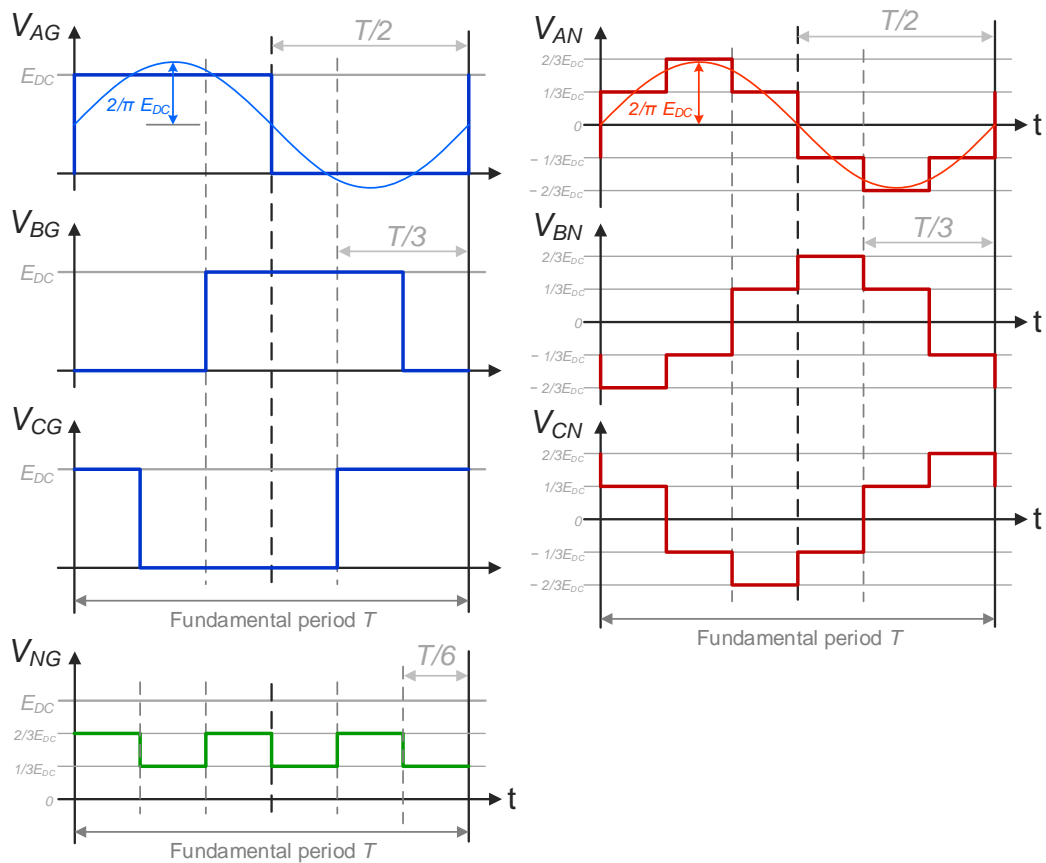 V_AG
T/2
E_DC
2/π E_DC
V_BG
T/3
E_DC
V_CG
E_DC
Fundamental period T
V_NG
T/6
E_DC
2/3E_DC
1/3E_DC
0
t
Fundamental period T
V_AN
T/2
2/3E_DC
1/3E_DC
2/π E_DC
0
t
– 1/3E_DC
– 2/3E_DC
V_BN
T/3
2/3E_DC
1/3E_DC
0
t
– 1/3E_DC
– 2/3E_DC
V_CN
2/3E_DC
1/3E_DC
0
t
– 1/3E_DC
– 2/3E_DC
Fundamental period T